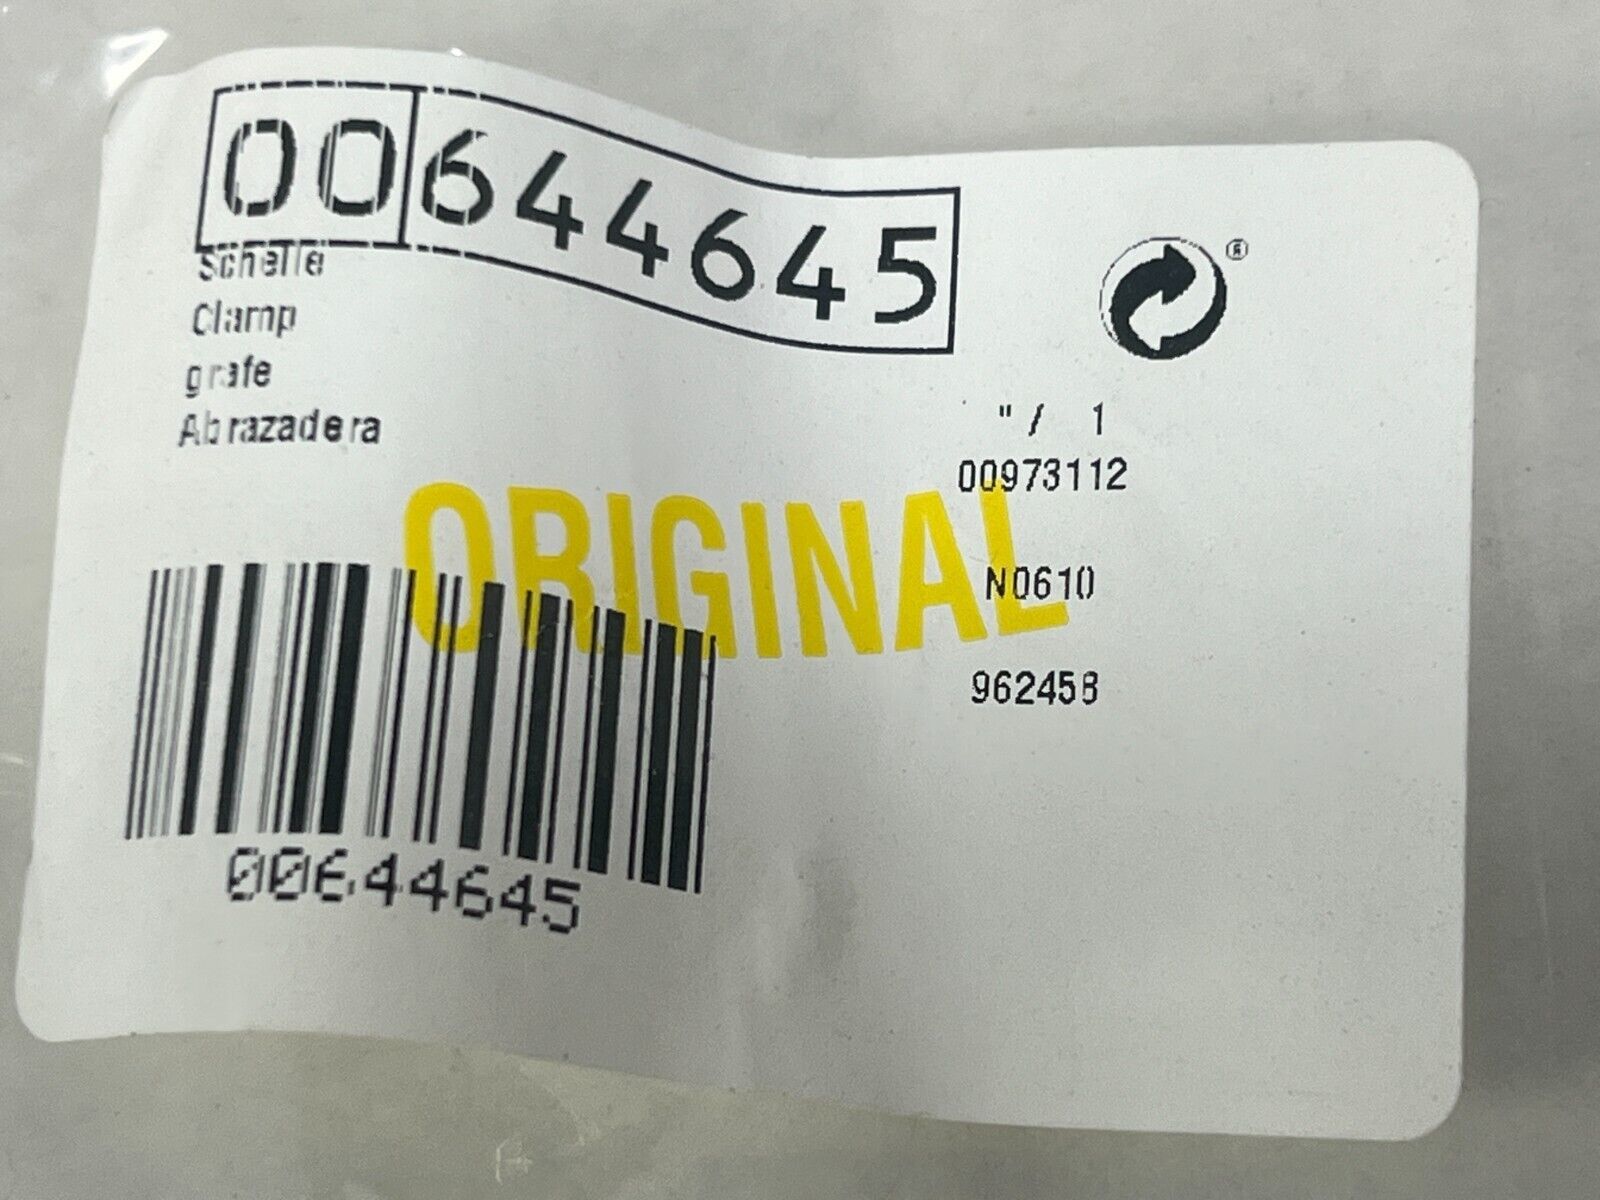 00644645
Schelle
Clamp
grafe
Abrazadera
®
" / 1
00973112
ORIGINAL
N0610
962458
00644645